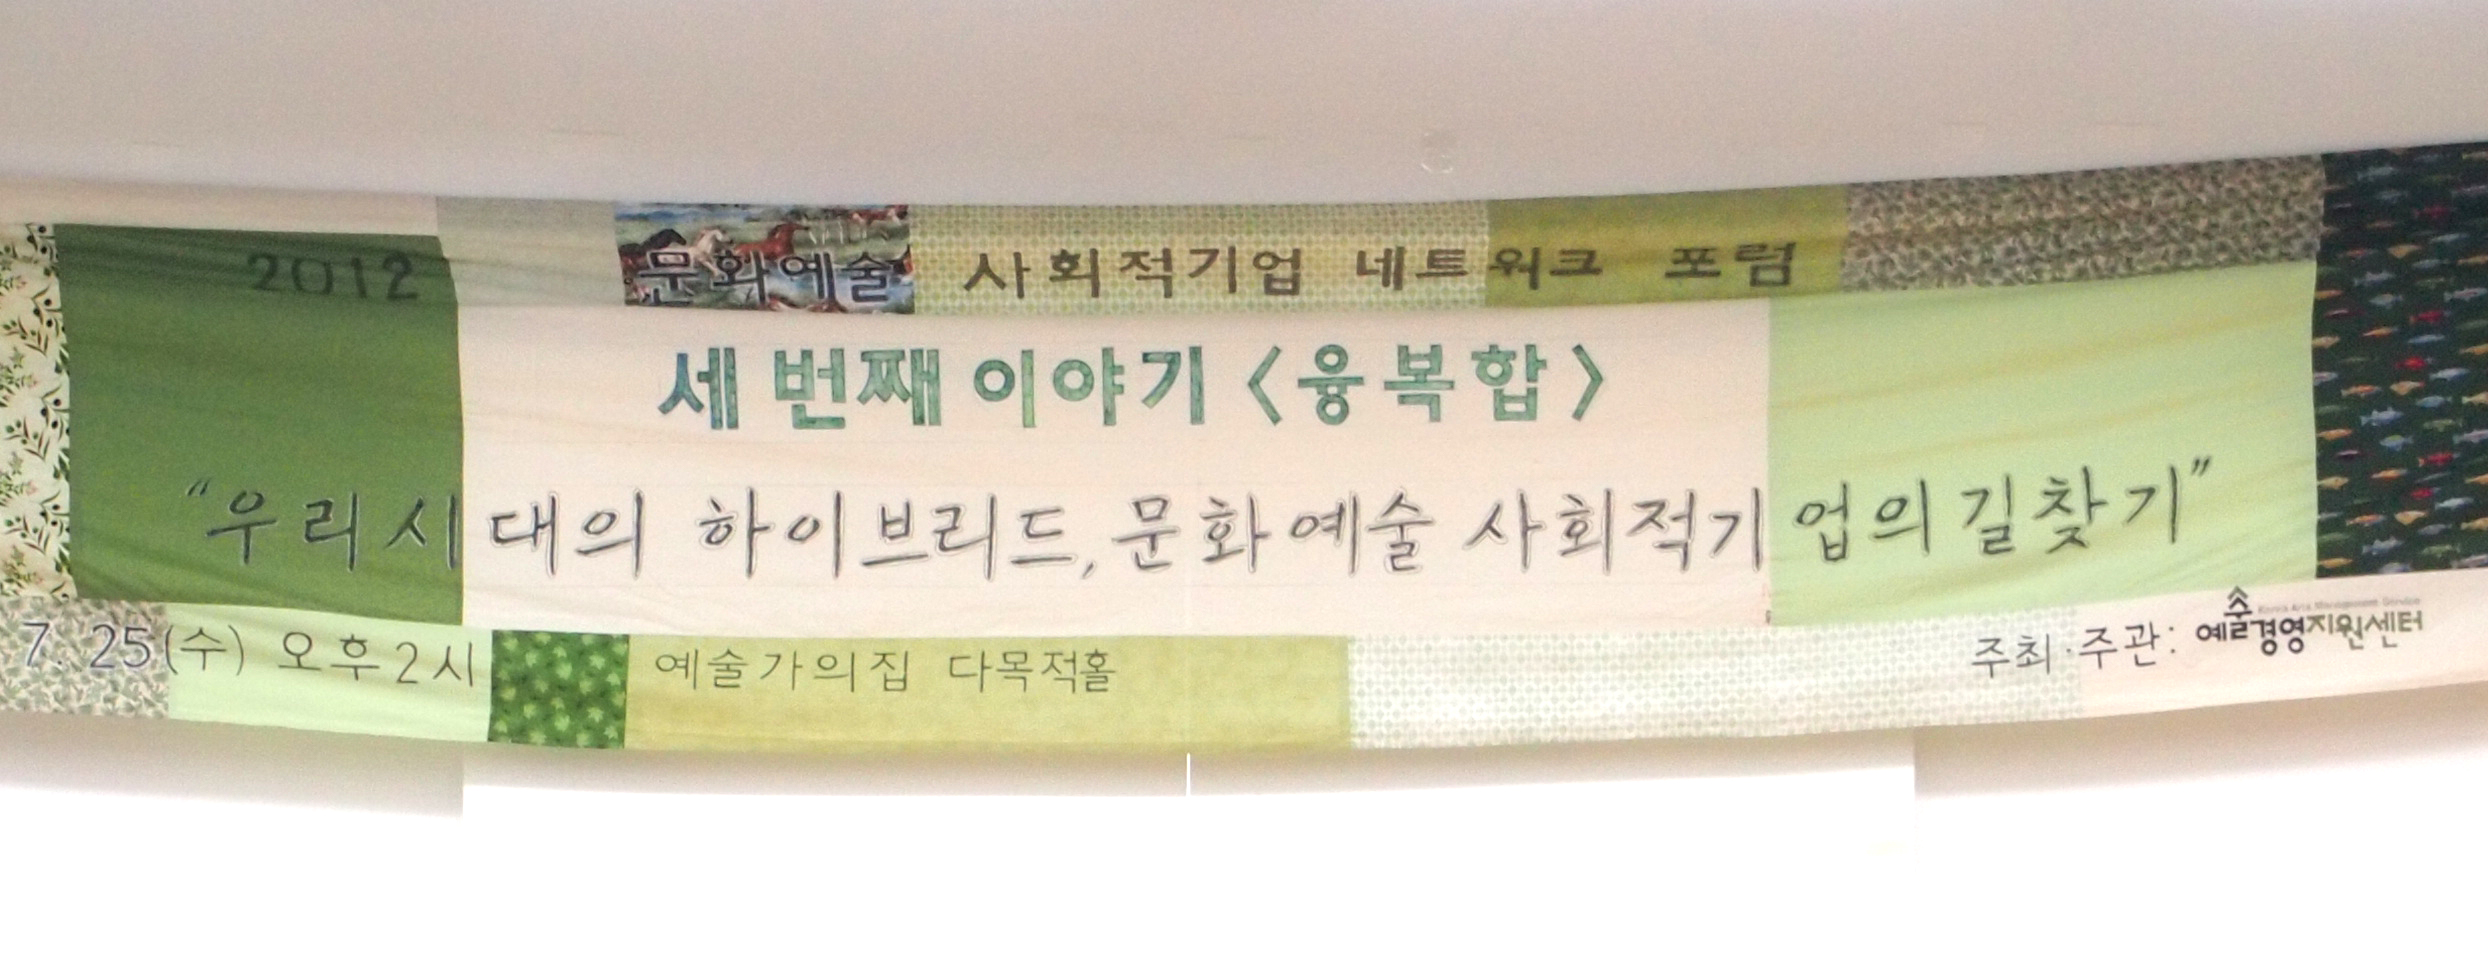 2012 문화예술 사회적기업 네트워크 포럼
세 번째 이야기 <융복합>
"우리시대의 하이브리드, 문화예술 사회적기업의 길찾기"
7. 25(수) 오후2시 예술가의집 다목적홀
주최·주관: 예술경영지원센터
Korea Arts Management Service